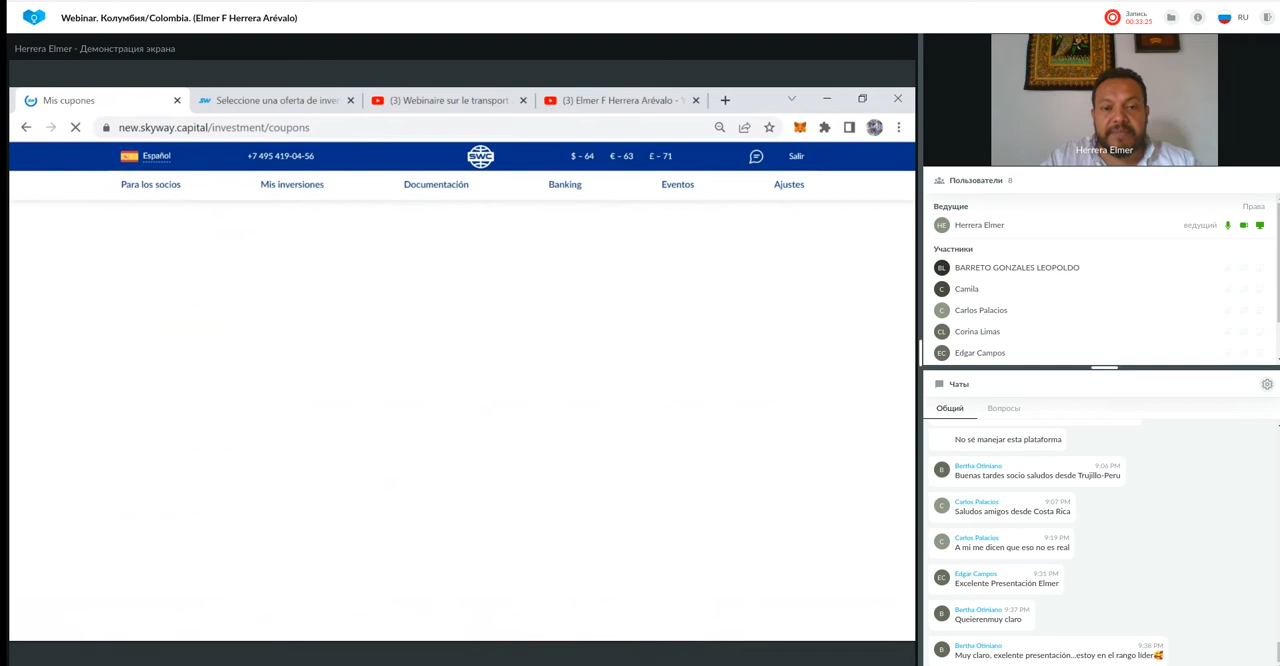 Webinar. Колумбия/Colombia. (Elmer F Herrera Arévalo)
Запись
00:33:25
RU
Herrera Elmer - Демонстрация экрана
Mis cupones
Seleccione una oferta de inver
(3) Webinaire sur le transport
(3) Elmer F Herrera Arévalo -
new.skyway.capital/investment/coupons
Español
+7 495 419-04-56
SWC
$ – 64
€ – 63
£ – 71
Salir
Para los socios
Mis inversiones
Documentación
Banking
Eventos
Ajustes
Herrera Elmer
Пользователи 8
Ведущие
Права
HE
Herrera Elmer
ведущий
Участники
BL
BARRETO GONZALES LEOPOLDO
C
Camila
C
Carlos Palacios
CL
Corina Limas
EC
Edgar Campos
Чаты
Общий
Вопросы
No sé manejar esta plataforma
B
Bertha Otiniano
9:06 PM
Buenas tardes socio saludos desde Trujillo-Peru
C
Carlos Palacios
9:07 PM
Saludos amigos desde Costa Rica
C
Carlos Palacios
9:19 PM
A mi me dicen que eso no es real
EC
Edgar Campos
9:31 PM
Excelente Presentación Elmer
B
Bertha Otiniano
9:37 PM
Queierenmuy claro
B
Bertha Otiniano
9:38 PM
Muy claro, exelente presentación...estoy en el rango líder🥰